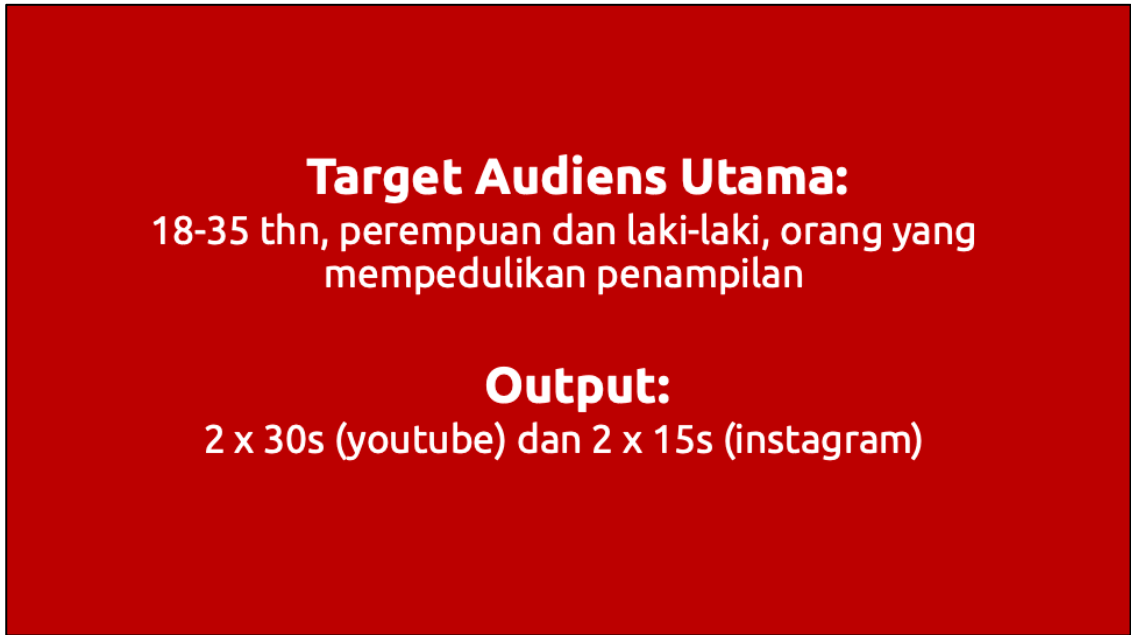 Target Audiens Utama:
18-35 thn, perempuan dan laki-laki, orang yang
mempedulikan penampilan
Output:
2 x 30s (youtube) dan 2 x 15s (instagram)